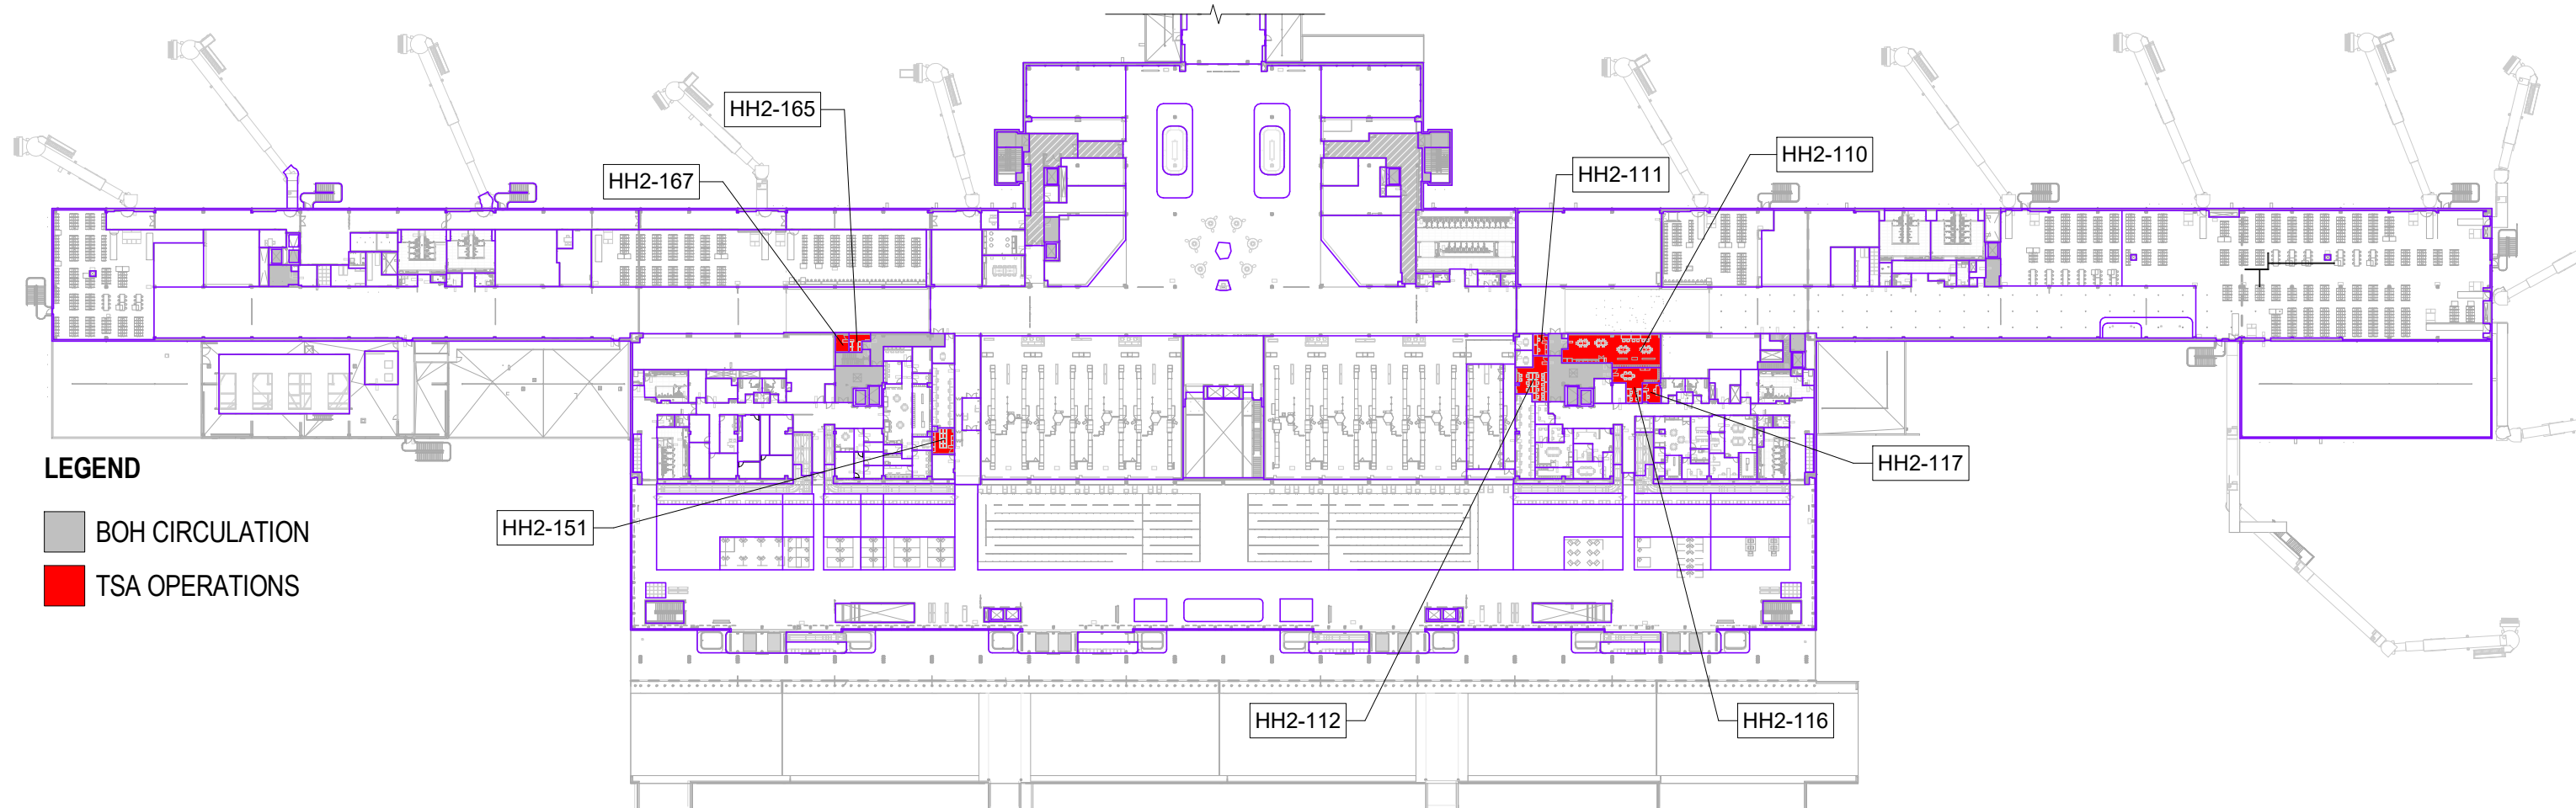 HH2-165
HH2-167
HH2-111
HH2-110
HH2-151
HH2-117
HH2-112
HH2-116
LEGEND
BOH CIRCULATION
TSA OPERATIONS